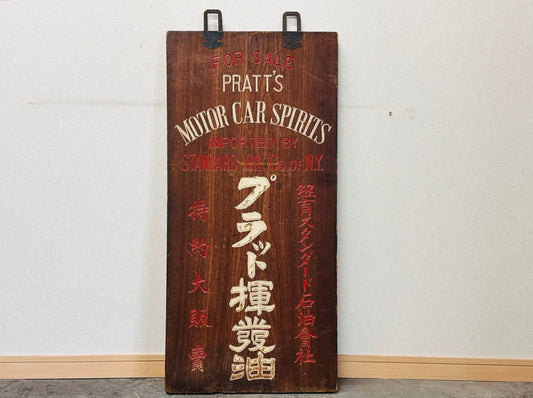 FOR SALE
PRATT'S
MOTOR CAR SPIRITS
IMPORTED BY
STANDARD OIL Co. OF N.Y.
紐育スタンダード石油會社
プラット揮發油
特約大販賣